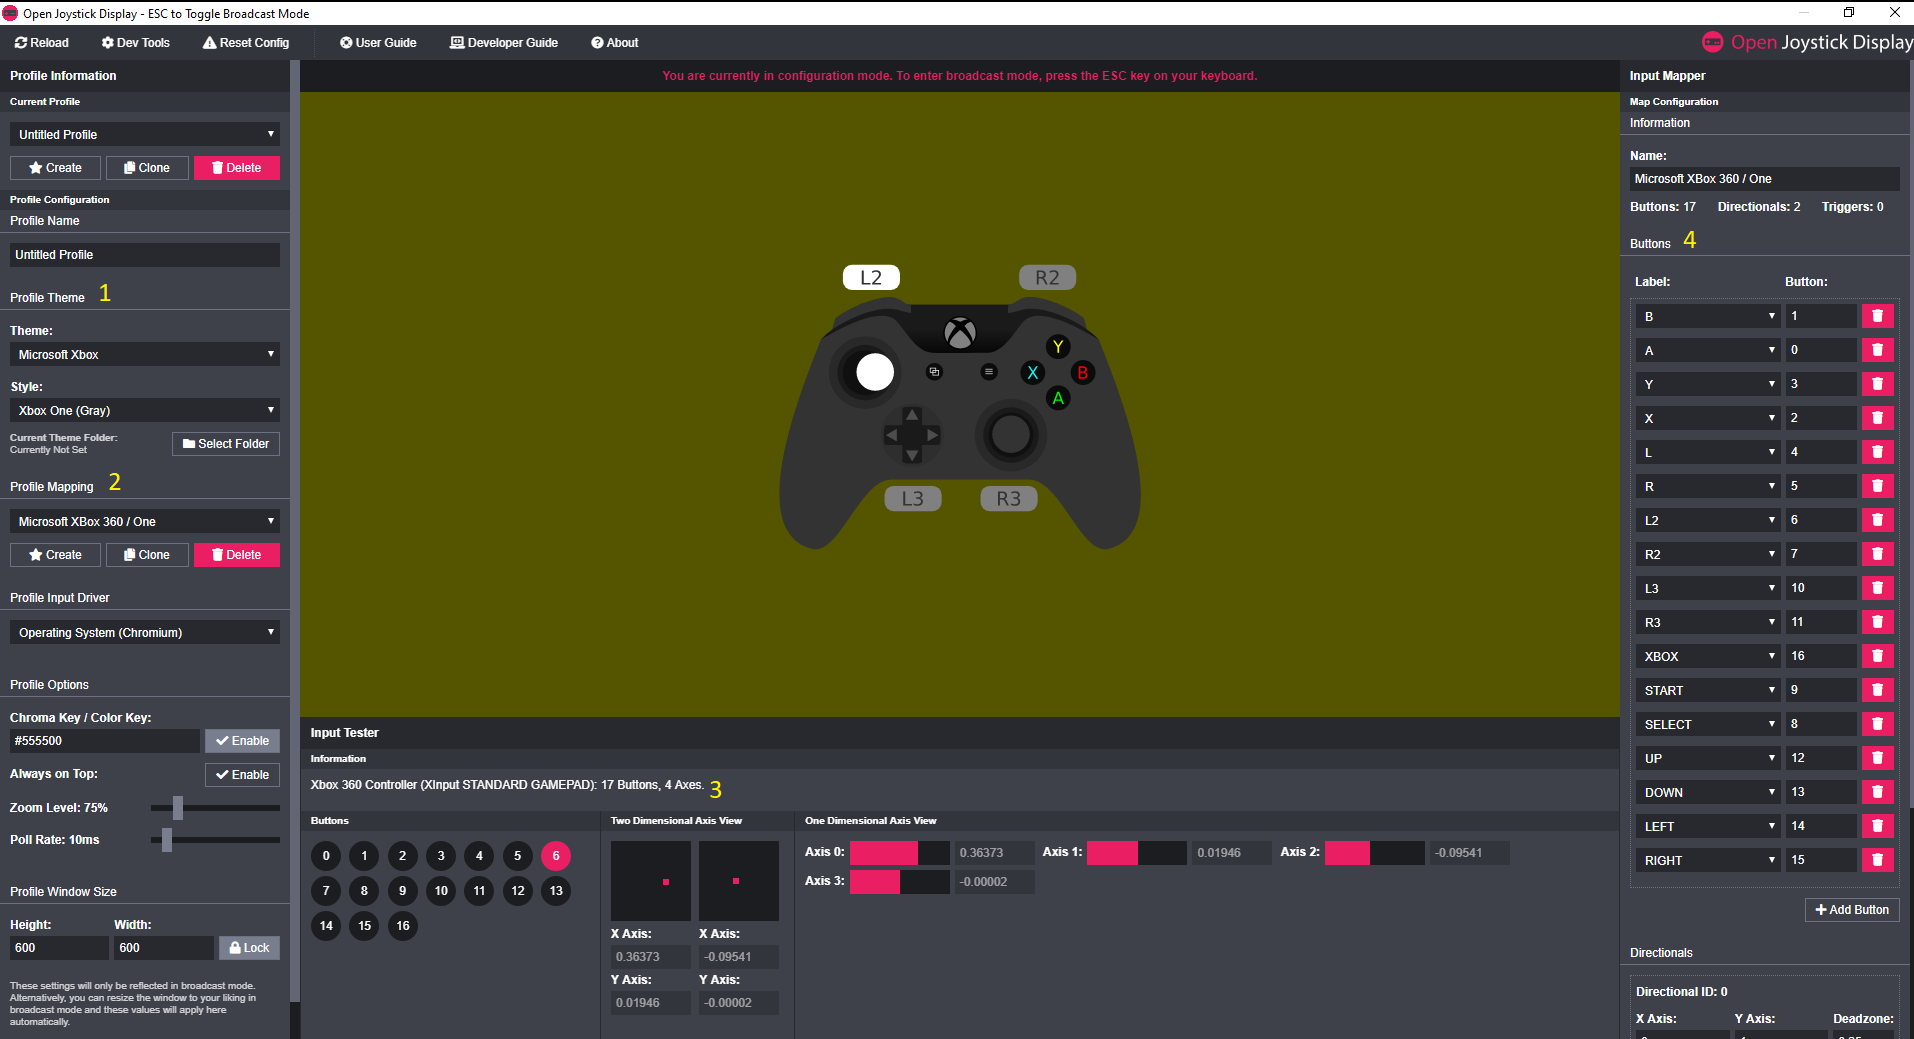 Open Joystick Display - ESC to Toggle Broadcast Mode
Reload Dev Tools Reset Config User Guide Developer Guide About Open Joystick Display
Profile Information
Current Profile
Untitled Profile
Create Clone Delete
Profile Configuration
Profile Name
Untitled Profile
Profile Theme 1
Theme:
Microsoft Xbox
Style:
Xbox One (Gray)
Current Theme Folder:
Currently Not Set
Select Folder
Profile Mapping 2
Microsoft XBox 360 / One
Create Clone Delete
Profile Input Driver
Operating System (Chromium)
Profile Options
Chroma Key / Color Key:
#555500 Enable
Always on Top: Enable
Zoom Level: 75%
Poll Rate: 10ms
Profile Window Size
Height: Width:
600 600 Lock
These settings will only be reflected in broadcast mode.
Alternatively, you can resize the window to your liking in
broadcast mode and these values will apply here
automatically.
You are currently in configuration mode. To enter broadcast mode, press the ESC key on your keyboard.
L2 R2
Y
X B
A
L3 R3
Input Tester
Information
Xbox 360 Controller (XInput STANDARD GAMEPAD): 17 Buttons, 4 Axes. 3
Buttons
0 1 2 3 4 5 6
7 8 9 10 11 12 13
14 15 16
Two Dimensional Axis View
X Axis: X Axis:
0.36373 -0.09541
Y Axis: Y Axis:
0.01946 -0.00002
One Dimensional Axis View
Axis 0: 0.36373 Axis 1: 0.01946 Axis 2: -0.09541
Axis 3: -0.00002
Input Mapper
Map Configuration
Information
Name:
Microsoft XBox 360 / One
Buttons: 17 Directionals: 2 Triggers: 0
Buttons 4
Label: Button:
B 1
A 0
Y 3
X 2
L 4
R 5
L2 6
R2 7
L3 10
R3 11
XBOX 16
START 9
SELECT 8
UP 12
DOWN 13
LEFT 14
RIGHT 15
Add Button
Directionals
Directional ID: 0
X Axis: Y Axis: Deadzone: